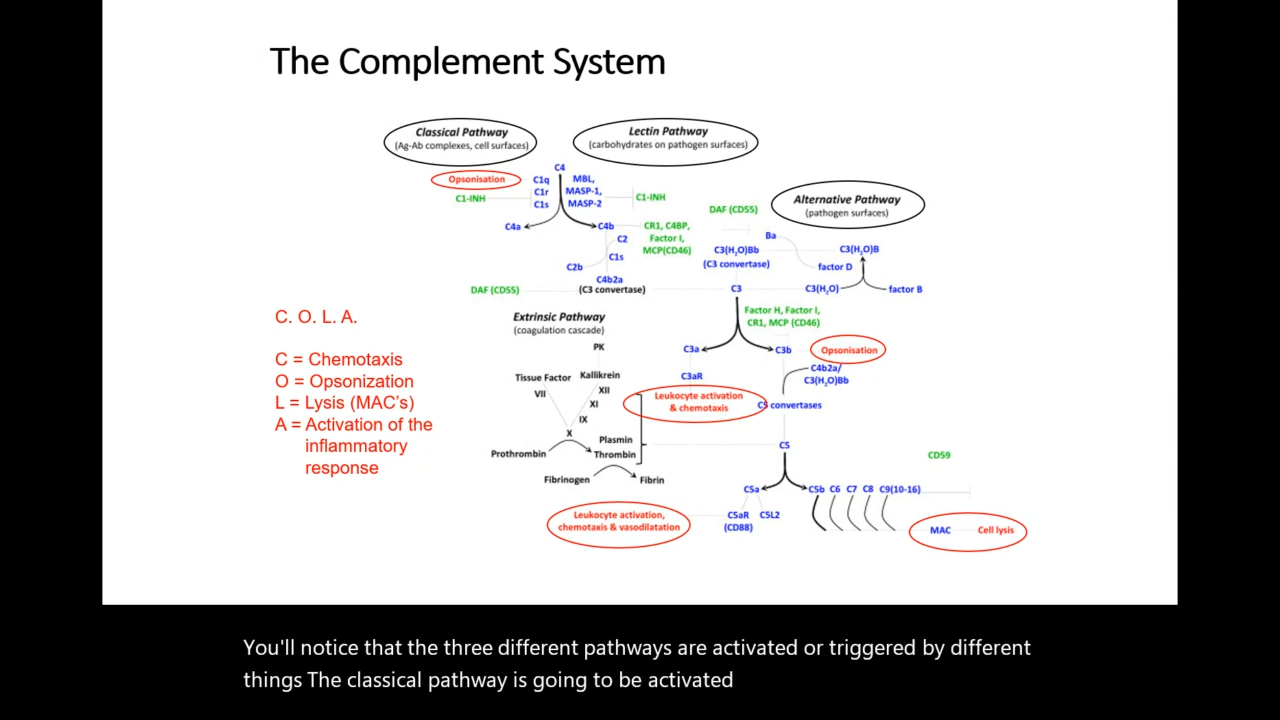 The Complement System
Classical Pathway
(Ag-Ab complexes, cell surfaces)
Lectin Pathway
(carbohydrates on pathogen surfaces)
Alternative Pathway
(pathogen surfaces)
C4
Opsonisation
C1-INH
C1q
C1r
C1s
MBL,
MASP-1,
MASP-2
C1-INH
C4a
C4b
CR1, C4BP,
Factor I,
MCP(CD46)
C2
C1s
C2b
C4b2a
(C3 convertase)
DAF (CD55)
DAF (CD55)
Ba
C3(H2O)Bb
(C3 convertase)
C3(H2O)B
factor D
C3
C3(H2O)
factor B
Factor H, Factor I,
CR1, MCP (CD46)
C3a
C3b
Opsonisation
C3aR
C4b2a/
C3(H2O)Bb
Leukocyte activation
& chemotaxis
C5 convertases
Extrinsic Pathway
(coagulation cascade)
PK
Tissue Factor
Kallikrein
VII
XII
XI
IX
X
Plasmin
Prothrombin
Thrombin
Fibrinogen
Fibrin
C5
CD59
C5a
C5b
C6
C7
C8
C9(10-16)
Leukocyte activation,
chemotaxis & vasodilatation
C5aR
(CD88)
C5L2
MAC
Cell lysis
C. O. L. A.
C = Chemotaxis
O = Opsonization
L = Lysis (MAC's)
A = Activation of the
inflammatory
response
You'll notice that the three different pathways are activated or triggered by different
things The classical pathway is going to be activated